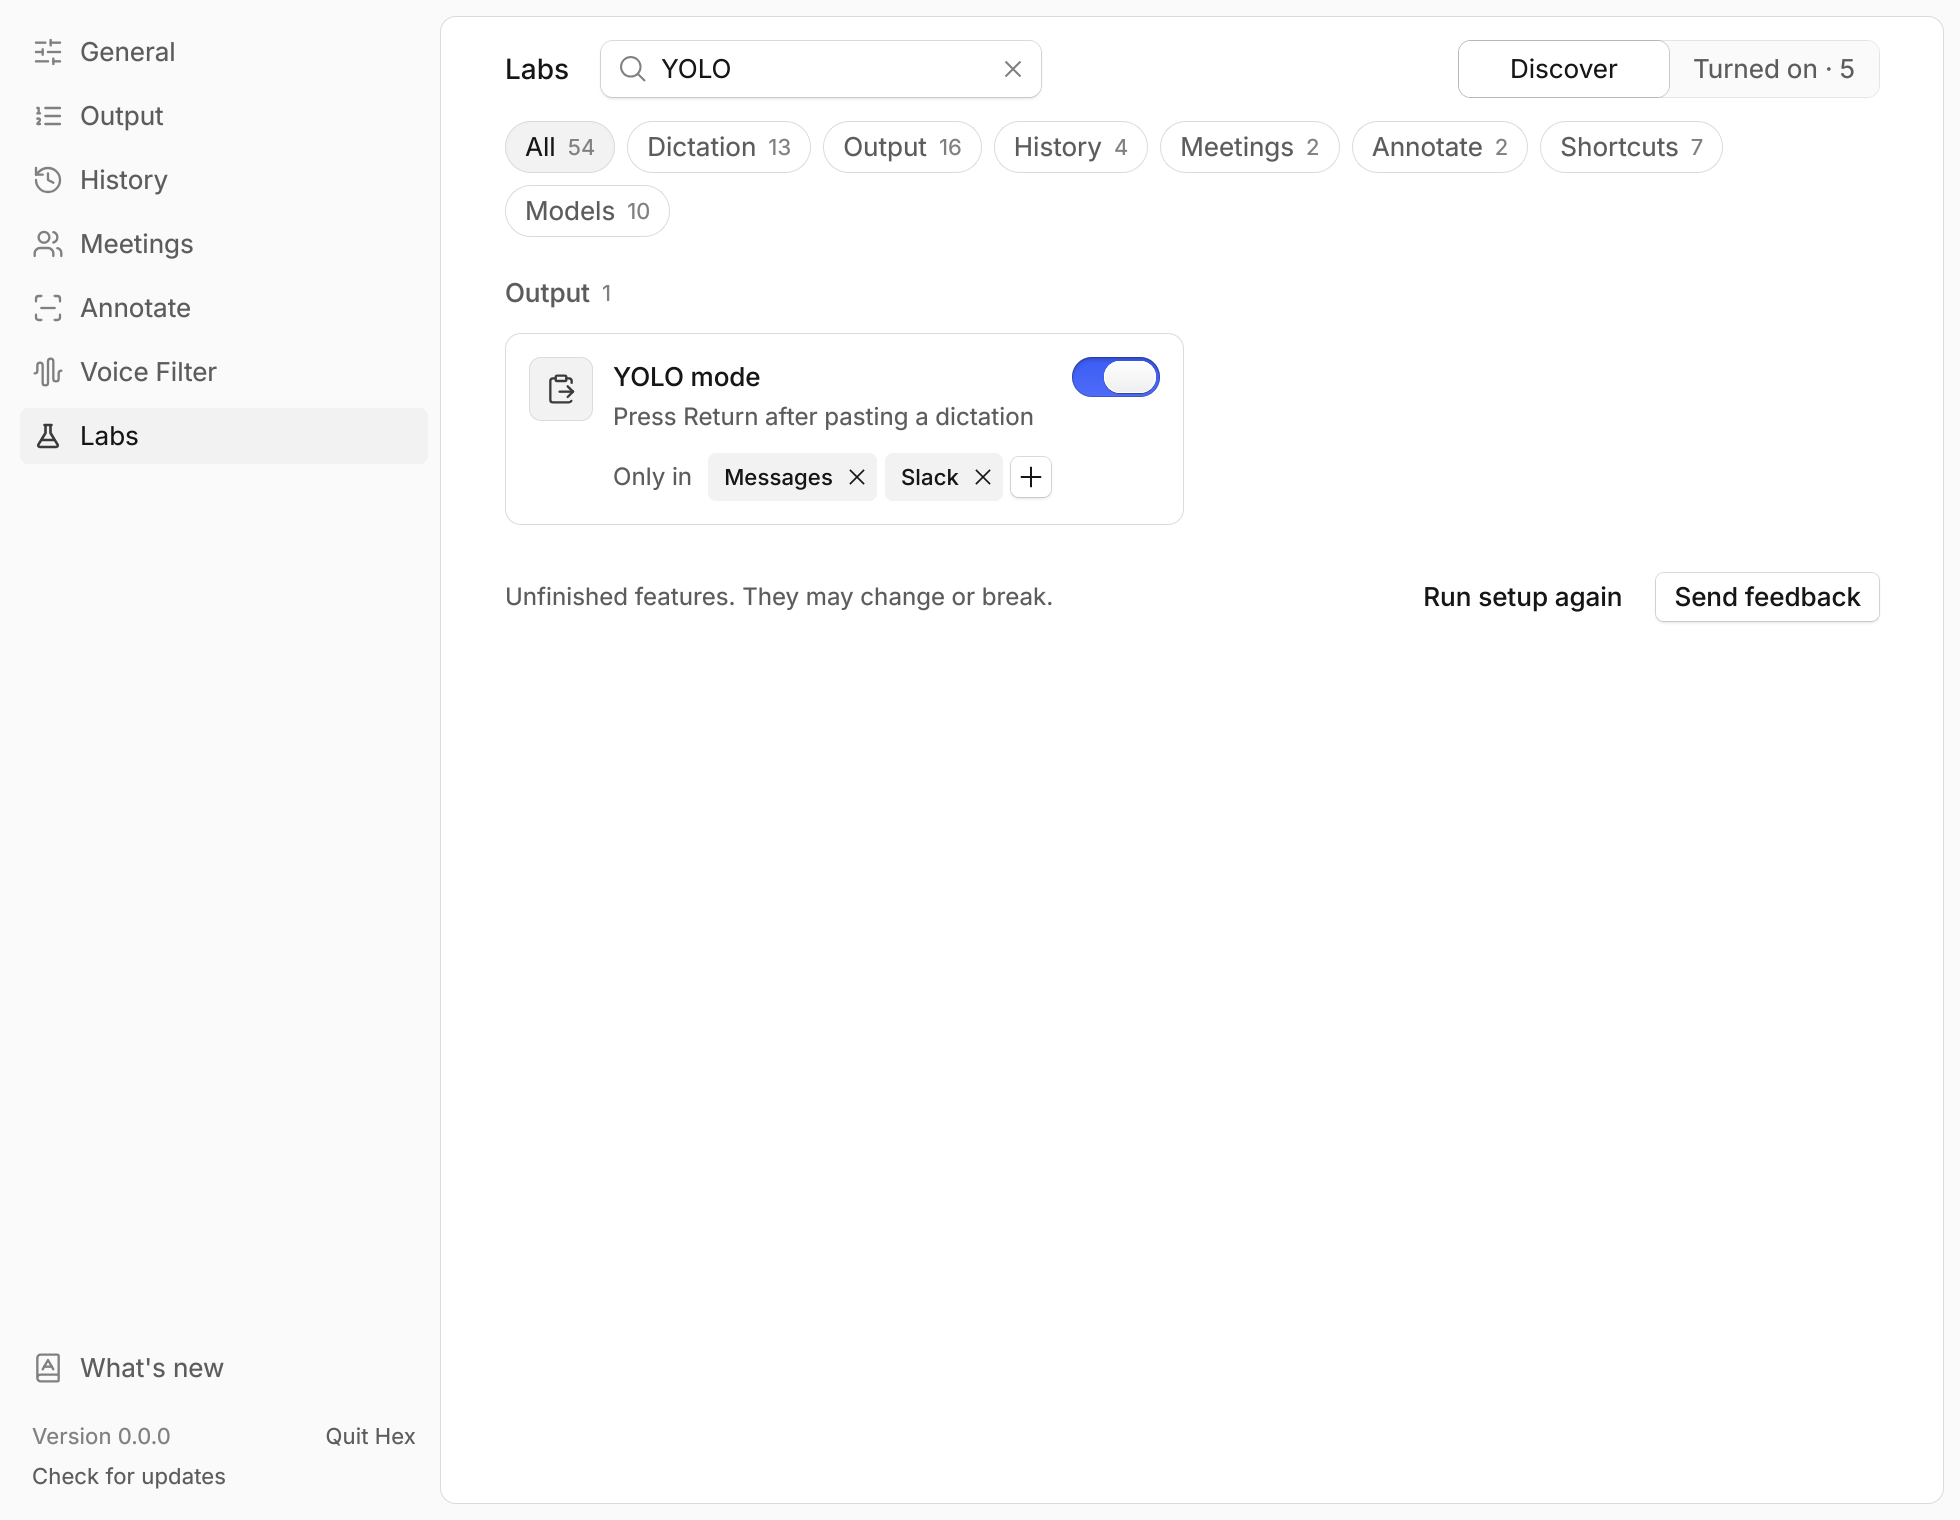 General
Output
History
Meetings
Annotate
Voice Filter
Labs
What's new
Version 0.0.0
Quit Hex
Check for updates
Labs
YOLO
Discover
Turned on · 5
All 54
Dictation 13
Output 16
History 4
Meetings 2
Annotate 2
Shortcuts 7
Models 10
Output 1
YOLO mode
Press Return after pasting a dictation
Only in Messages Slack
Unfinished features. They may change or break.
Run setup again
Send feedback